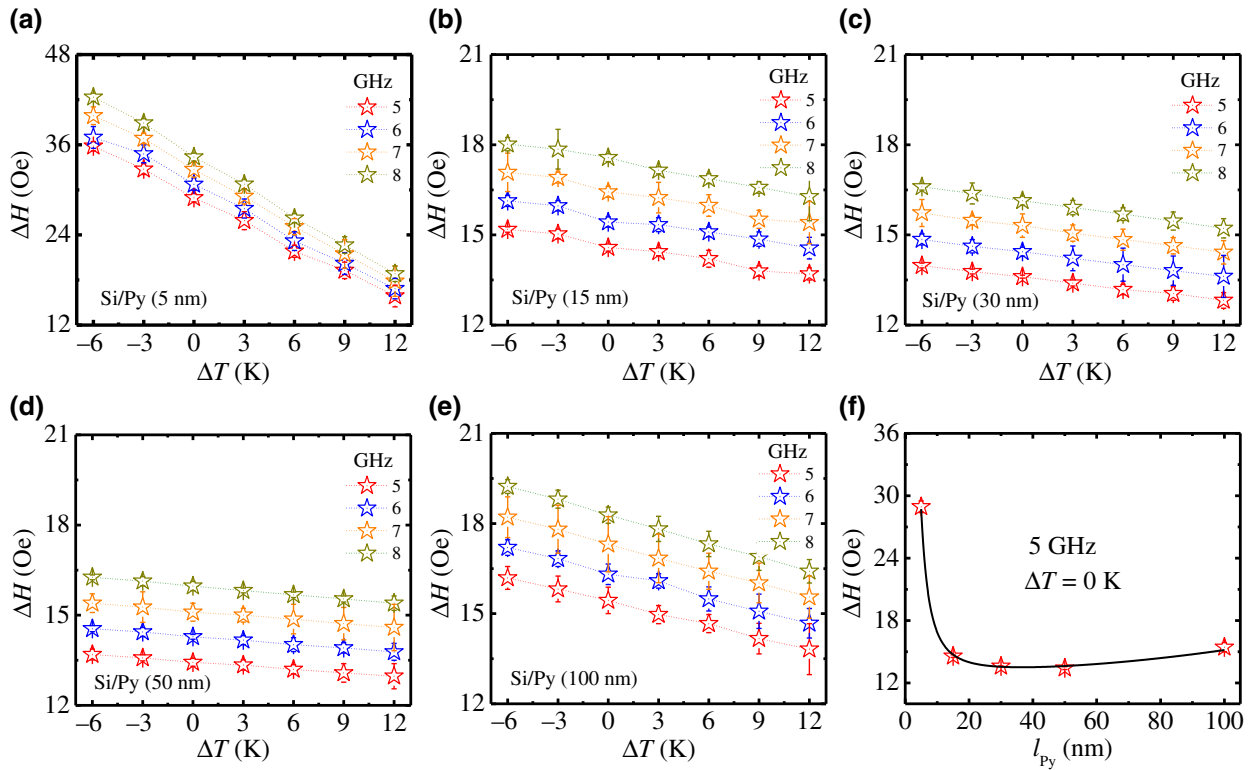 (a)
48
36
24
12
ΔH (Oe)
GHz
5
6
7
8
Si/Py (5 nm)
−6 −3 0 3 6 9 12
ΔT (K)
(b)
21
18
15
12
ΔH (Oe)
GHz
5
6
7
8
Si/Py (15 nm)
−6 −3 0 3 6 9 12
ΔT (K)
(c)
21
18
15
12
ΔH (Oe)
GHz
5
6
7
8
Si/Py (30 nm)
−6 −3 0 3 6 9 12
ΔT (K)
(d)
21
18
15
12
ΔH (Oe)
GHz
5
6
7
8
Si/Py (50 nm)
−6 −3 0 3 6 9 12
ΔT (K)
(e)
21
18
15
12
ΔH (Oe)
GHz
5
6
7
8
Si/Py (100 nm)
−6 −3 0 3 6 9 12
ΔT (K)
(f)
36
30
24
18
12
ΔH (Oe)
5 GHz
ΔT = 0 K
0 20 40 60 80 100
l_Py (nm)